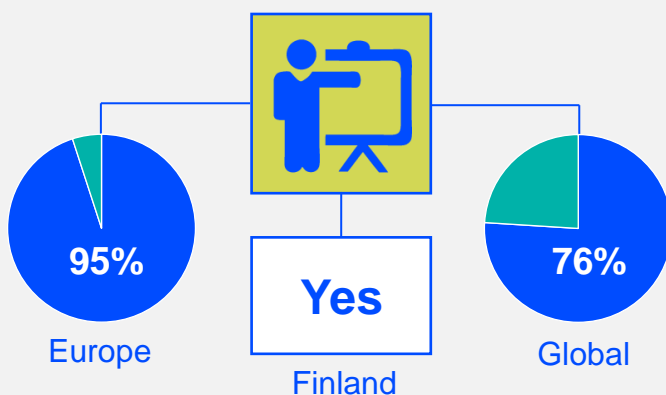 95%
Europe
Yes
Finland
76%
Global